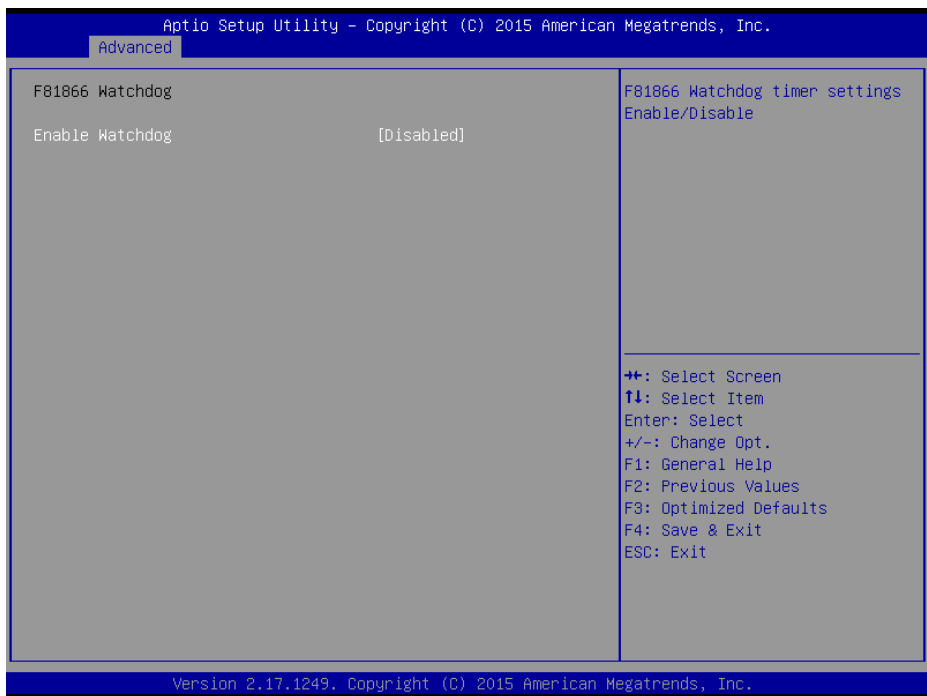 Aptio Setup Utility – Copyright (C) 2015 American Megatrends, Inc.
Advanced
F81866 Watchdog
Enable Watchdog [Disabled]
F81866 Watchdog timer settings
Enable/Disable
→←: Select Screen
↑↓: Select Item
Enter: Select
+/-: Change Opt.
F1: General Help
F2: Previous Values
F3: Optimized Defaults
F4: Save & Exit
ESC: Exit
Version 2.17.1249. Copyright (C) 2015 American Megatrends, Inc.